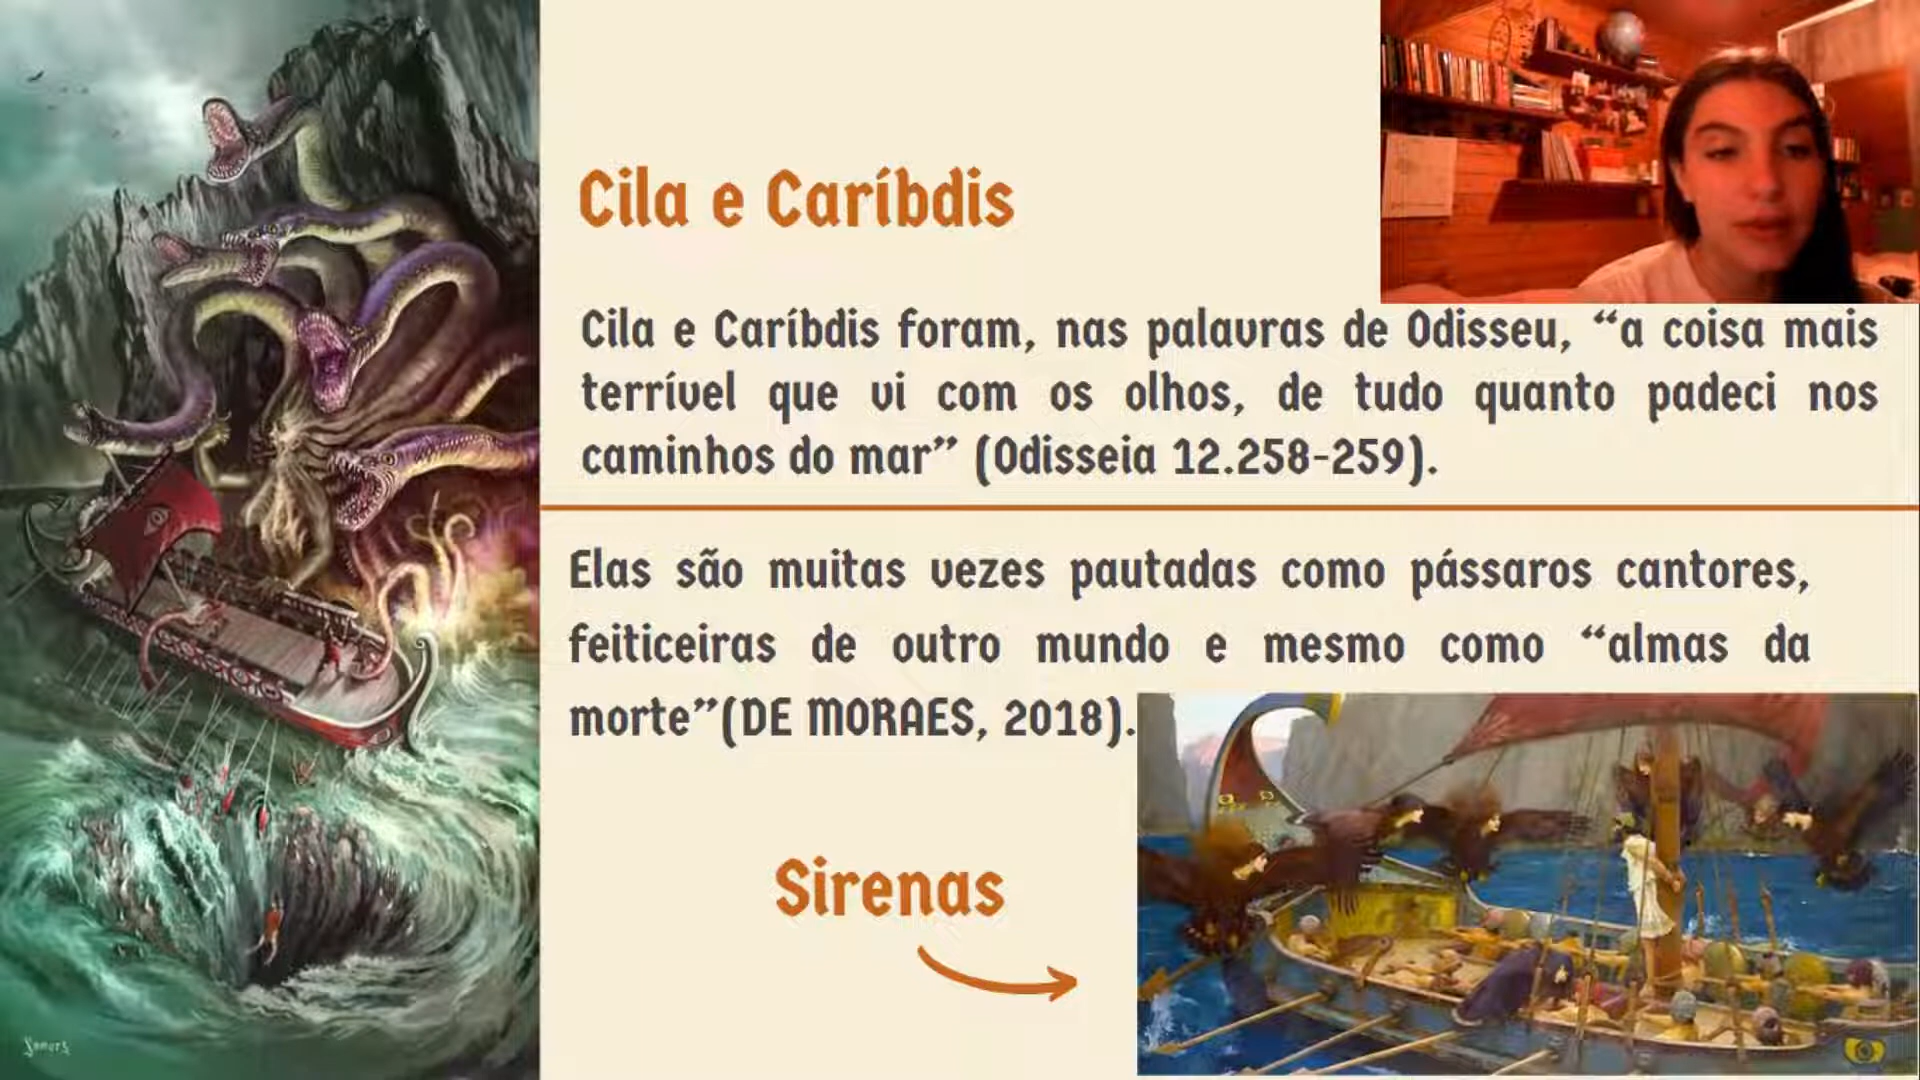 Cila e Caríbdis
Cila e Caríbdis foram, nas palavras de Odisseu, “a coisa mais
terrível que vi com os olhos, de tudo quanto padeci nos
caminhos do mar” (Odisseia 12.258-259).
Elas são muitas vezes pautadas como pássaros cantores,
feiticeiras de outro mundo e mesmo como “almas da
morte”(DE MORAES, 2018).
Sirenas